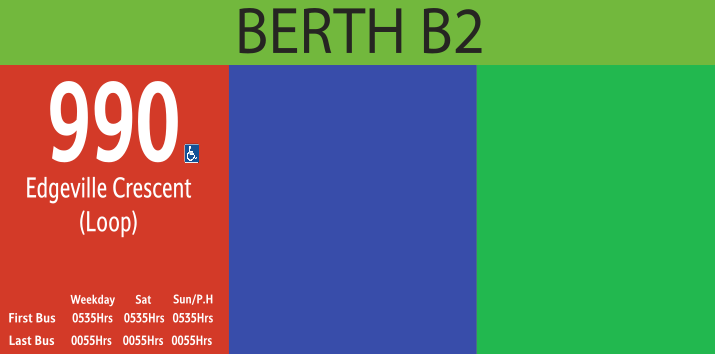 BERTH B2
990
Edgeville Crescent
(Loop)
Weekday Sat Sun/P.H
First Bus 0535Hrs 0535Hrs 0535Hrs
Last Bus 0055Hrs 0055Hrs 0055Hrs